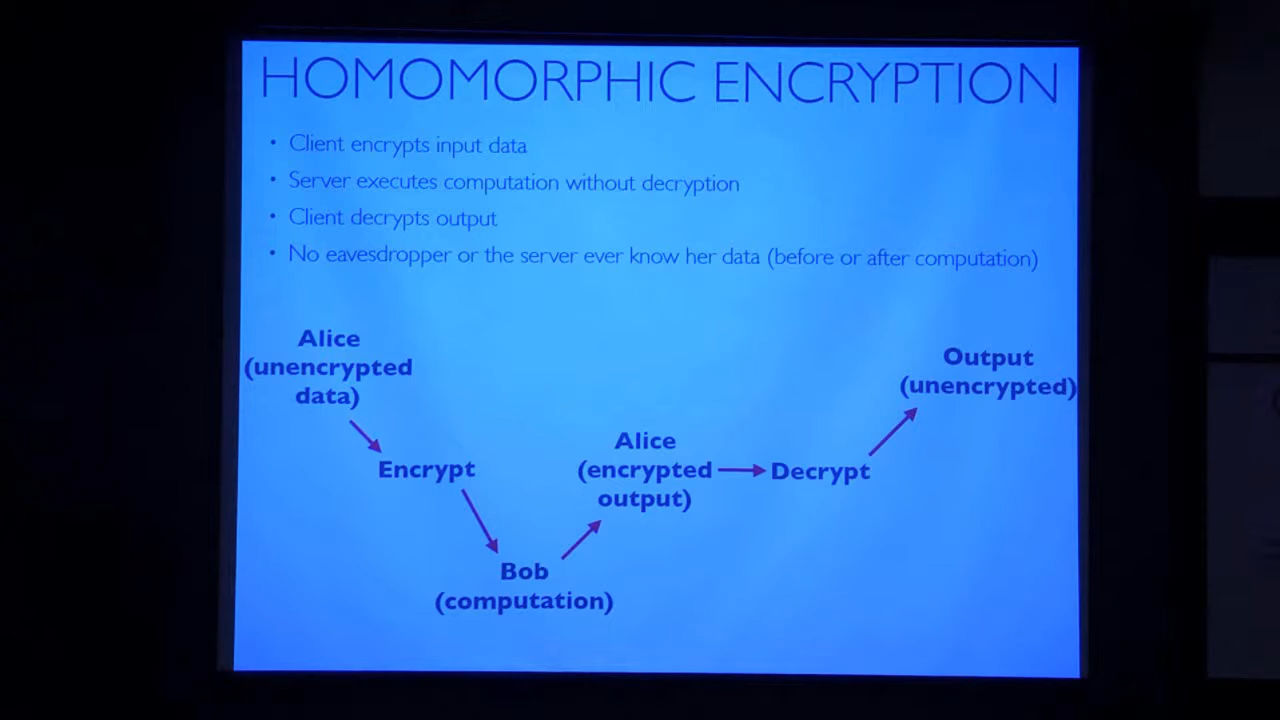 HOMOMORPHIC ENCRYPTION
• Client encrypts input data
• Server executes computation without decryption
• Client decrypts output
• No eavesdropper or the server ever know her data (before or after computation)
Alice
(unencrypted
data)
Encrypt
Bob
(computation)
Alice
(encrypted
output)
Decrypt
Output
(unencrypted)